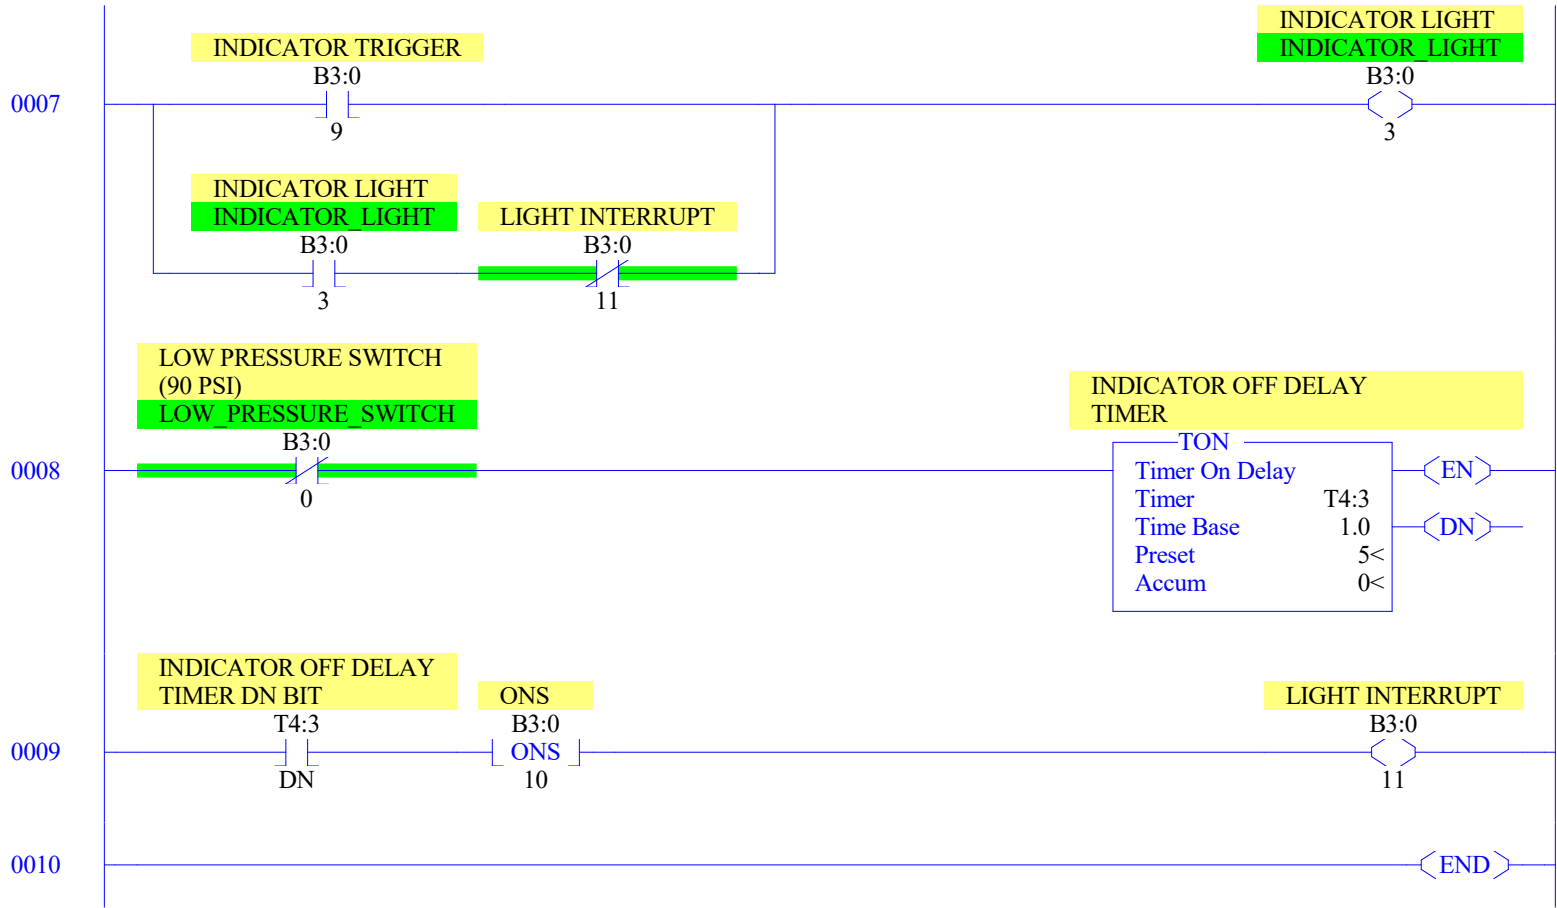 INDICATOR TRIGGER
B3:0
9
INDICATOR LIGHT
INDICATOR_LIGHT
B3:0
3
0007
INDICATOR LIGHT
INDICATOR_LIGHT
B3:0
3
LIGHT INTERRUPT
B3:0
11
LOW PRESSURE SWITCH
(90 PSI)
LOW_PRESSURE_SWITCH
B3:0
0
0008
INDICATOR OFF DELAY
TIMER
TON
Timer On Delay
Timer T4:3
Time Base 1.0
Preset 5<
Accum 0<
EN
DN
INDICATOR OFF DELAY
TIMER DN BIT
T4:3
DN
0009
ONS
B3:0
ONS
10
LIGHT INTERRUPT
B3:0
11
0010
END